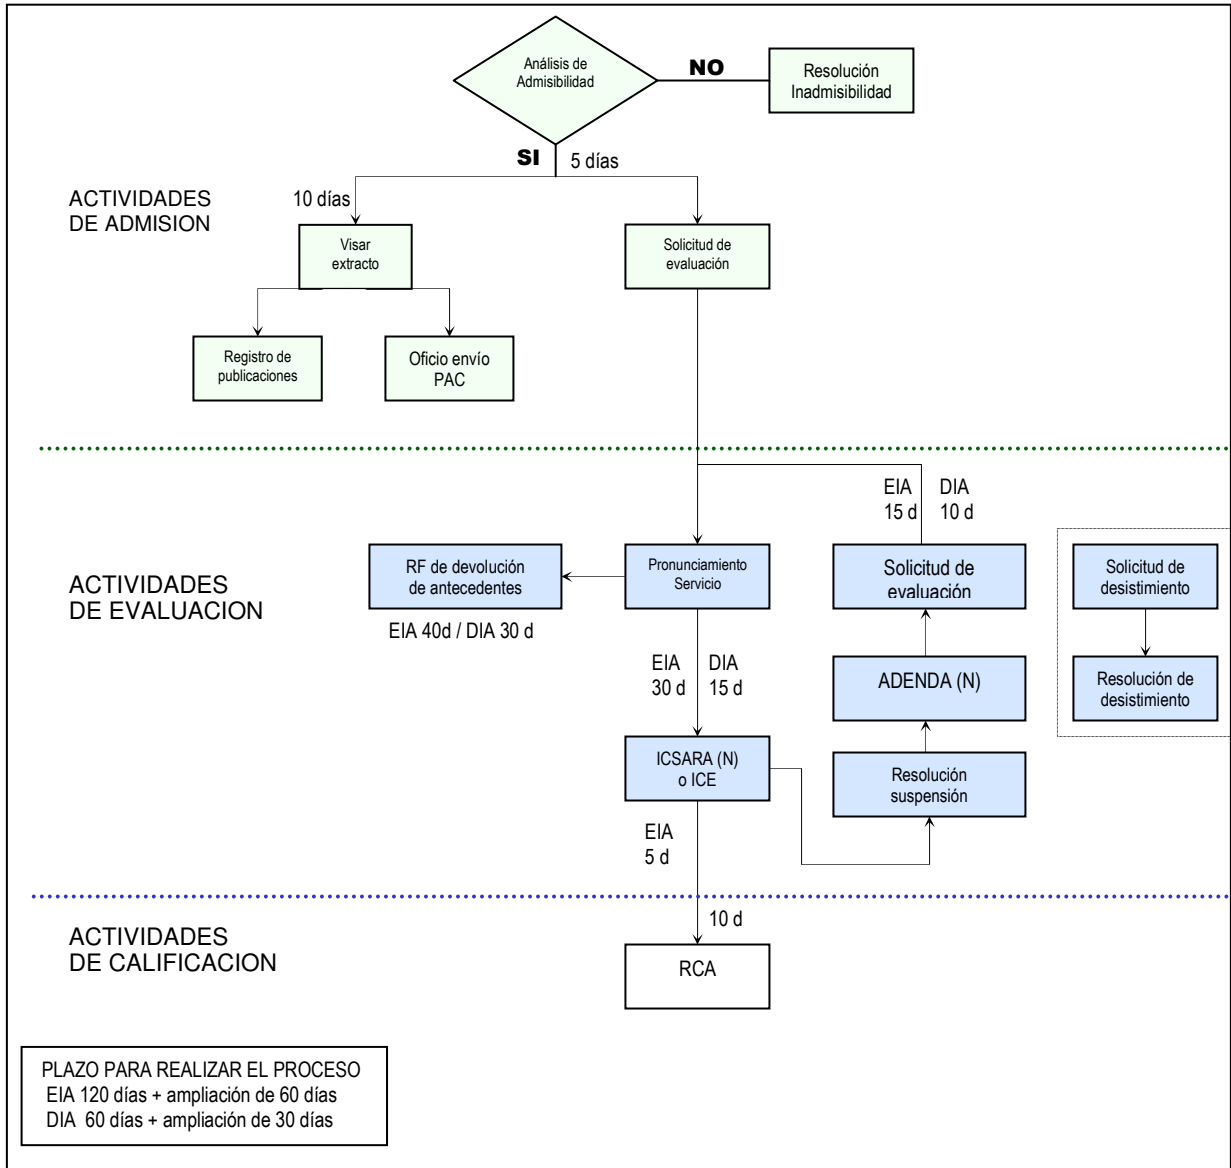 Análisis de
Admisibilidad
NO
Resolución
Inadmisibilidad
SI
5 días
ACTIVIDADES
DE ADMISION
10 días
Visar
extracto
Solicitud de
evaluación
Registro de
publicaciones
Oficio envío
PAC
EIA
15 d
DIA
10 d
ACTIVIDADES
DE EVALUACION
RF de devolución
de antecedentes
EIA 40d / DIA 30 d
Pronunciamiento
Servicio
Solicitud de
evaluación
Solicitud de
desistimiento
EIA
30 d
DIA
15 d
ADENDA (N)
Resolución de
desistimiento
ICSARA (N)
o ICE
Resolución
suspensión
EIA
5 d
ACTIVIDADES
DE CALIFICACION
10 d
RCA
PLAZO PARA REALIZAR EL PROCESO
EIA 120 días + ampliación de 60 días
DIA 60 días + ampliación de 30 días